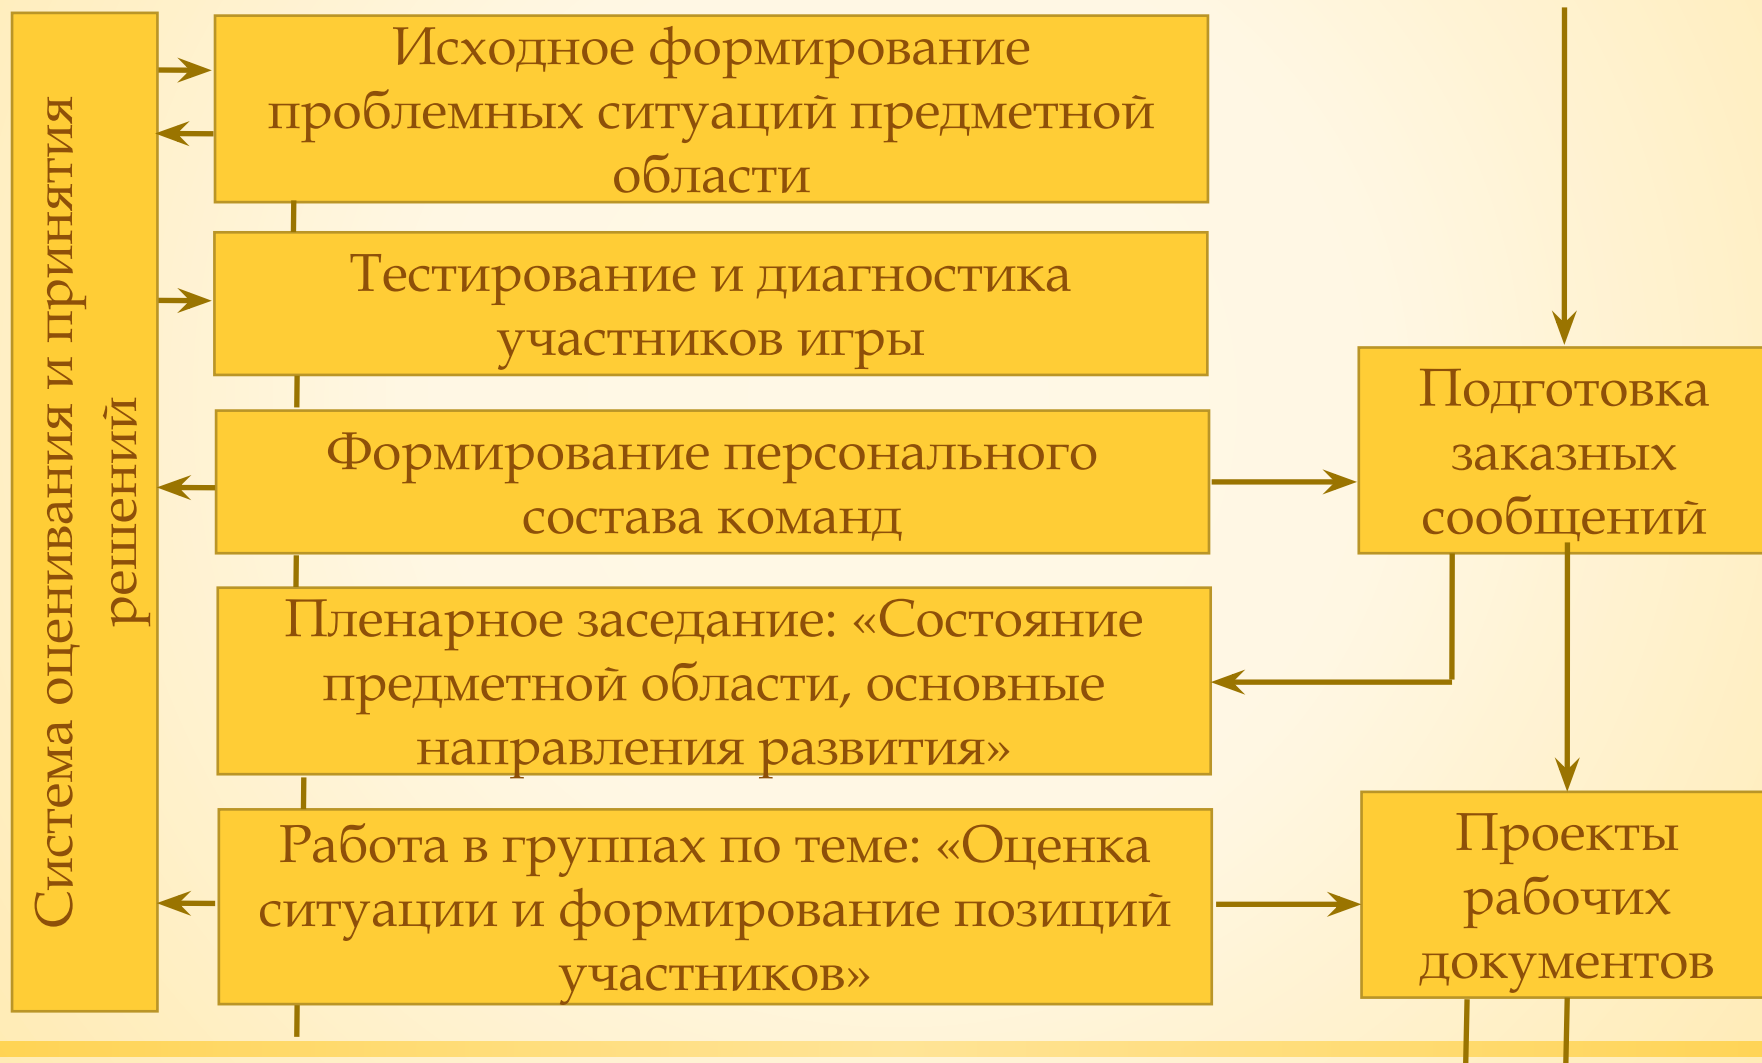 Система оценивания и принятия
решений
Исходное формирование
проблемных ситуаций предметной
области
Тестирование и диагностика
участников игры
Формирование персонального
состава команд
Пленарное заседание: «Состояние
предметной области, основные
направления развития»
Работа в группах по теме: «Оценка
ситуации и формирование позиций
участников»
Подготовка
заказных
сообщений
Проекты
рабочих
документов